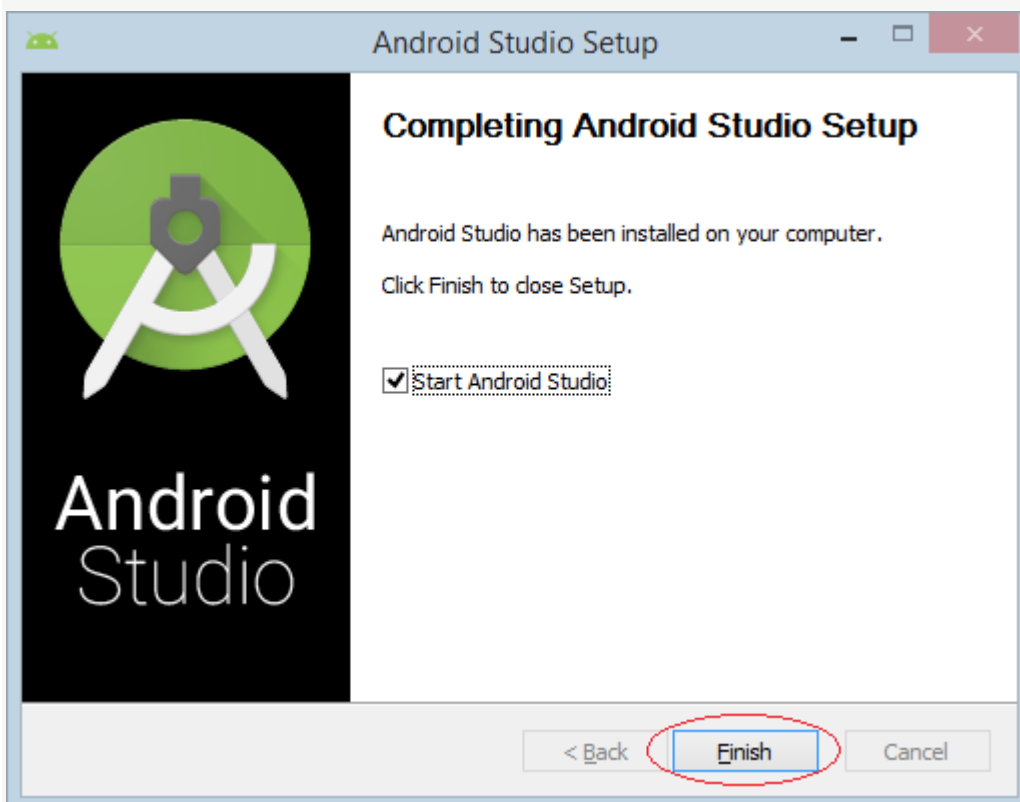 Android Studio Setup
Completing Android Studio Setup
Android Studio has been installed on your computer.
Click Finish to close Setup.
Start Android Studio
Android
Studio
< Back
Finish
Cancel